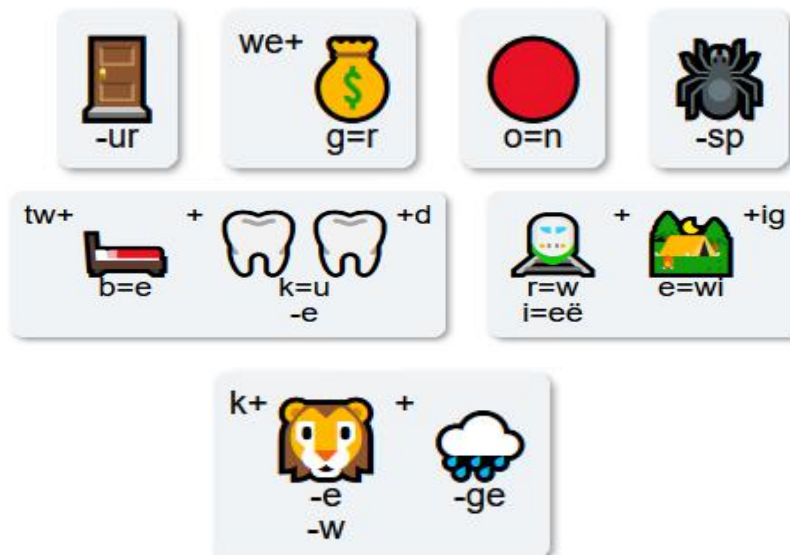 we+
-ur g=r o=n -sp
tw+ + +d + +ig
b=e k=u r=w e=wi
-e i=eë
k+ +
-e -ge
-w